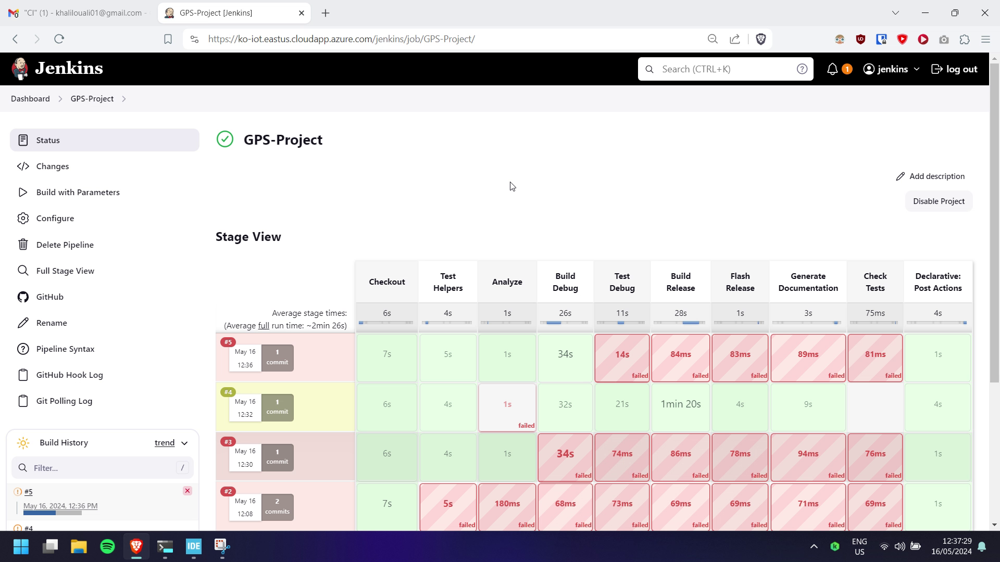 "CI" (1) - khalilouali01@gmail.com -
GPS-Project [Jenkins]
https://ko-iot.eastus.cloudapp.azure.com/jenkins/job/GPS-Project/
Jenkins
Search (CTRL+K)
1
jenkins
log out
Dashboard
GPS-Project
Status
Changes
Build with Parameters
Configure
Delete Pipeline
Full Stage View
GitHub
Rename
Pipeline Syntax
GitHub Hook Log
Git Polling Log
Build History
trend
Filter...
/
#5
May 16, 2024, 12:36 PM
#4
GPS-Project
Add description
Disable Project
Stage View
Checkout
Test
Helpers
Analyze
Build
Debug
Test
Debug
Build
Release
Flash
Release
Generate
Documentation
Check
Tests
Declarative:
Post Actions
Average stage times:
(Average full run time: ~2min 26s)
6s 4s 1s 26s 11s 28s 1s 3s 75ms 4s
#5
May 16
12:36
1
commit
7s 5s 1s 34s 14s 84ms 83ms 89ms 81ms 1s
failed failed failed failed failed
#4
May 16
12:32
1
commit
6s 4s 1s 32s 21s 1min 20s 4s 9s 4s
failed
#3
May 16
12:30
1
commit
6s 4s 1s 34s 74ms 86ms 78ms 94ms 76ms 1s
failed failed failed failed failed failed
#2
May 16
12:08
2
commits
7s 5s 180ms 68ms 73ms 69ms 69ms 71ms 69ms 1s
failed failed failed failed failed failed failed failed
IDE
ENG
US
12:37:29
16/05/2024